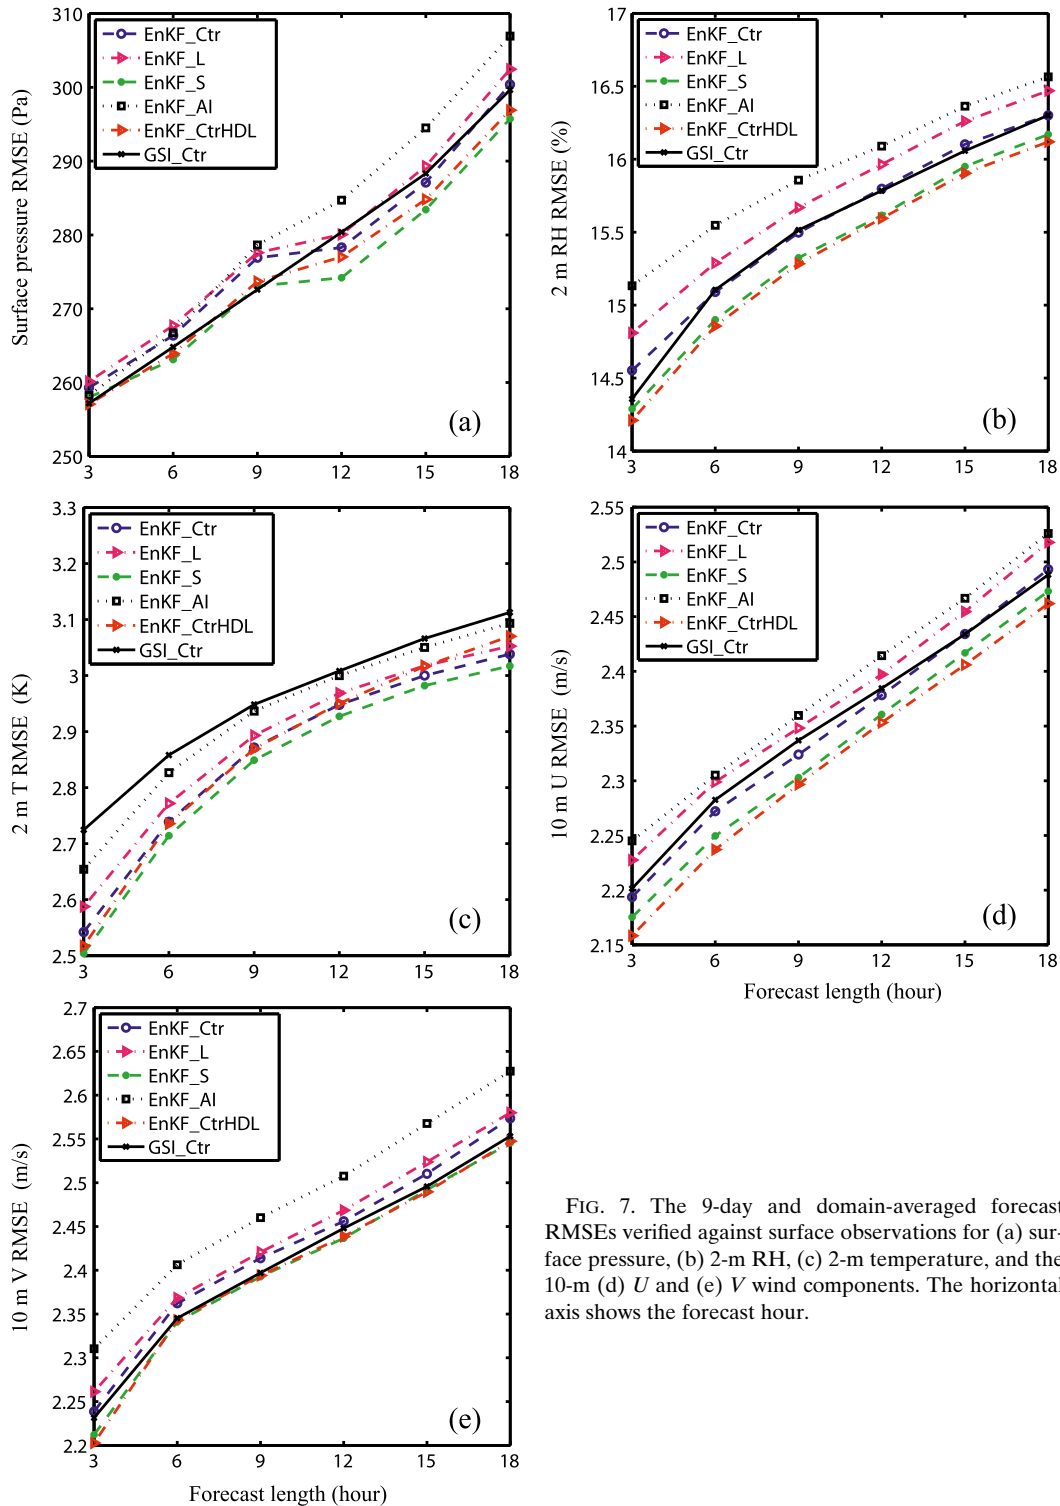 310
300
290
280
270
260
250
3 6 9 12 15 18
Surface pressure RMSE (Pa)
EnKF_Ctr
EnKF_L
EnKF_S
EnKF_AI
EnKF_CtrHDL
GSI_Ctr
(a)
17
16.5
16
15.5
15
14.5
14
3 6 9 12 15 18
2 m RH RMSE (%)
EnKF_Ctr
EnKF_L
EnKF_S
EnKF_AI
EnKF_CtrHDL
GSI_Ctr
(b)
3.3
3.2
3.1
3
2.9
2.8
2.7
2.6
2.5
3 6 9 12 15 18
2 m T RMSE (K)
EnKF_Ctr
EnKF_L
EnKF_S
EnKF_AI
EnKF_CtrHDL
GSI_Ctr
(c)
2.55
2.5
2.45
2.4
2.35
2.3
2.25
2.2
2.15
3 6 9 12 15 18
10 m U RMSE (m/s)
EnKF_Ctr
EnKF_L
EnKF_S
EnKF_AI
EnKF_CtrHDL
GSI_Ctr
(d)
Forecast length (hour)
2.7
2.65
2.6
2.55
2.5
2.45
2.4
2.35
2.3
2.25
2.2
3 6 9 12 15 18
10 m V RMSE (m/s)
EnKF_Ctr
EnKF_L
EnKF_S
EnKF_AI
EnKF_CtrHDL
GSI_Ctr
(e)
Forecast length (hour)
FIG. 7. The 9-day and domain-averaged forecast
RMSEs verified against surface observations for (a) sur-
face pressure, (b) 2-m RH, (c) 2-m temperature, and the
10-m (d) U and (e) V wind components. The horizontal
axis shows the forecast hour.